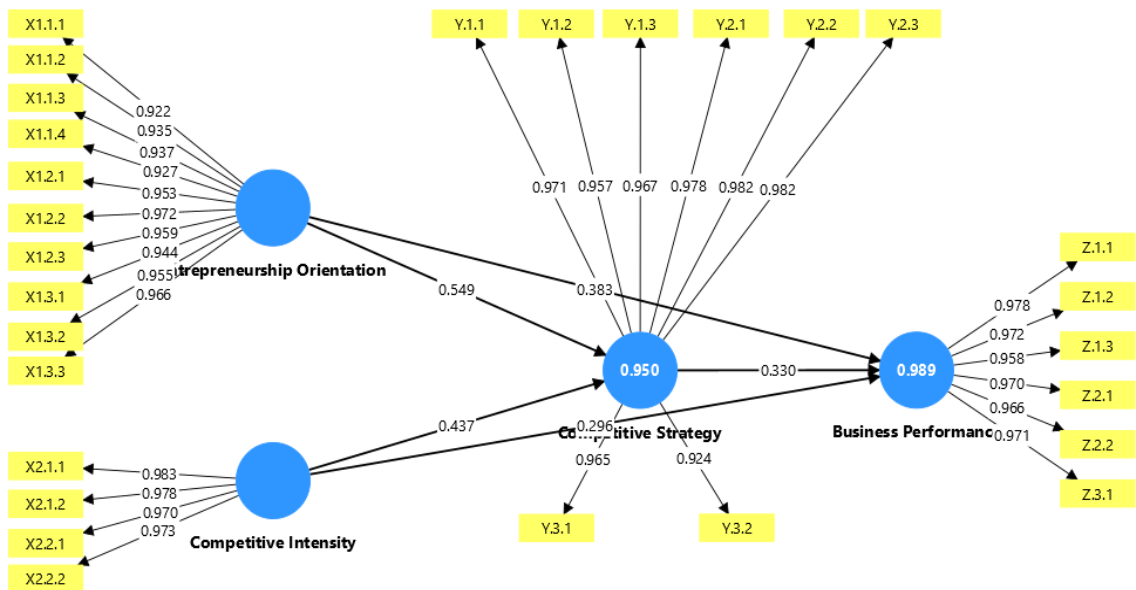 X1.1.1
X1.1.2
X1.1.3
X1.1.4
X1.2.1
X1.2.2
X1.2.3
X1.3.1
X1.3.2
X1.3.3
0.922
0.935
0.937
0.927
0.953
0.972
0.959
0.944
0.955
0.966
trepreneurship Orientation
X2.1.1
X2.1.2
X2.2.1
X2.2.2
0.983
0.978
0.970
0.973
Competitive Intensity
0.549
0.383
0.437
0.296
0.330
Y.1.1
Y.1.2
Y.1.3
Y.2.1
Y.2.2
Y.2.3
0.971
0.957
0.967
0.978
0.982
0.982
0.950
Strategy
0.965
0.924
Y.3.1
Y.3.2
0.989
Business Performanc
0.978
0.972
0.958
0.970
0.966
0.971
Z.1.1
Z.1.2
Z.1.3
Z.2.1
Z.2.2
Z.3.1